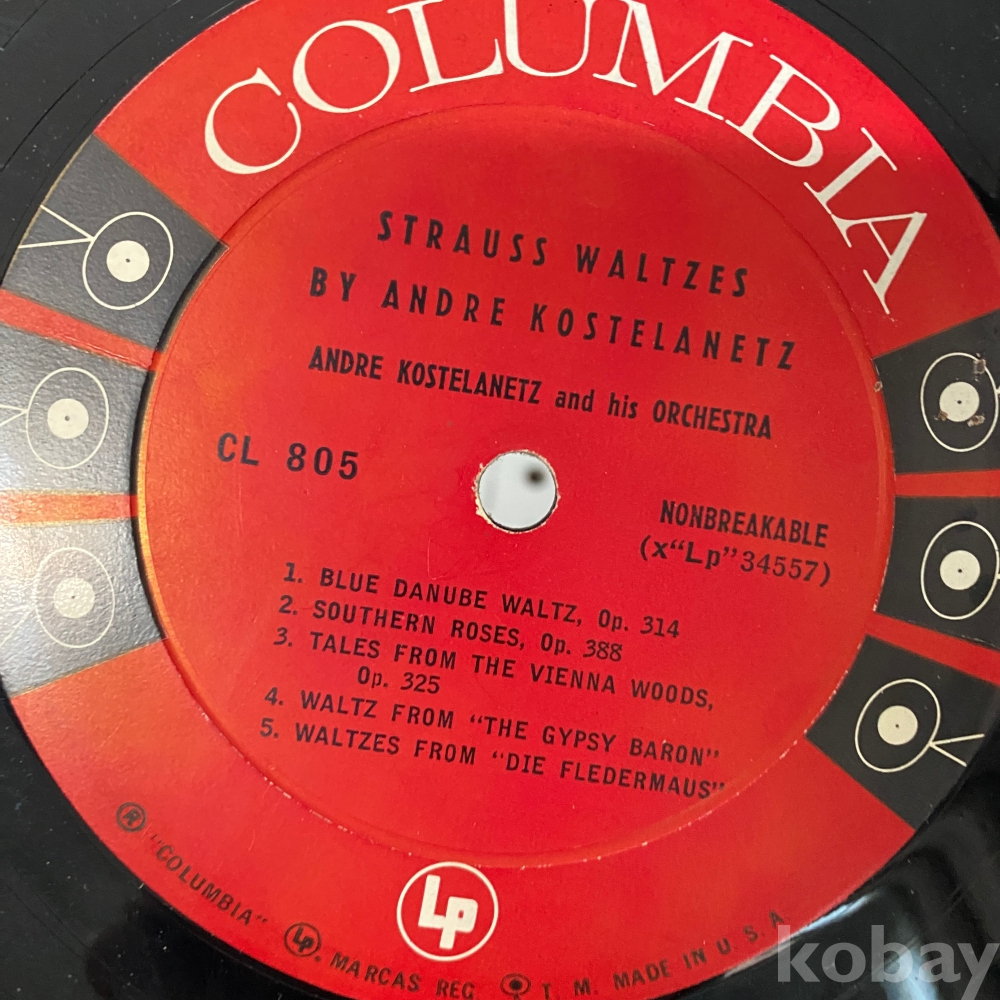 COLUMBIA
STRAUSS WALTZES
BY ANDRE KOSTELANETZ
ANDRE KOSTELANETZ and his ORCHESTRA
CL 805
NONBREAKABLE
(x“Lp”34557)
1. BLUE DANUBE WALTZ, Op. 314
2. SOUTHERN ROSES, Op. 388
3. TALES FROM THE VIENNA WOODS,
Op. 325
4. WALTZ FROM “THE GYPSY BARON”
5. WALTZES FROM “DIE FLEDERMAUS”
LP
® “COLUMBIA” LP. MARCAS REG. T. M. MADE IN U. S. A
kobay